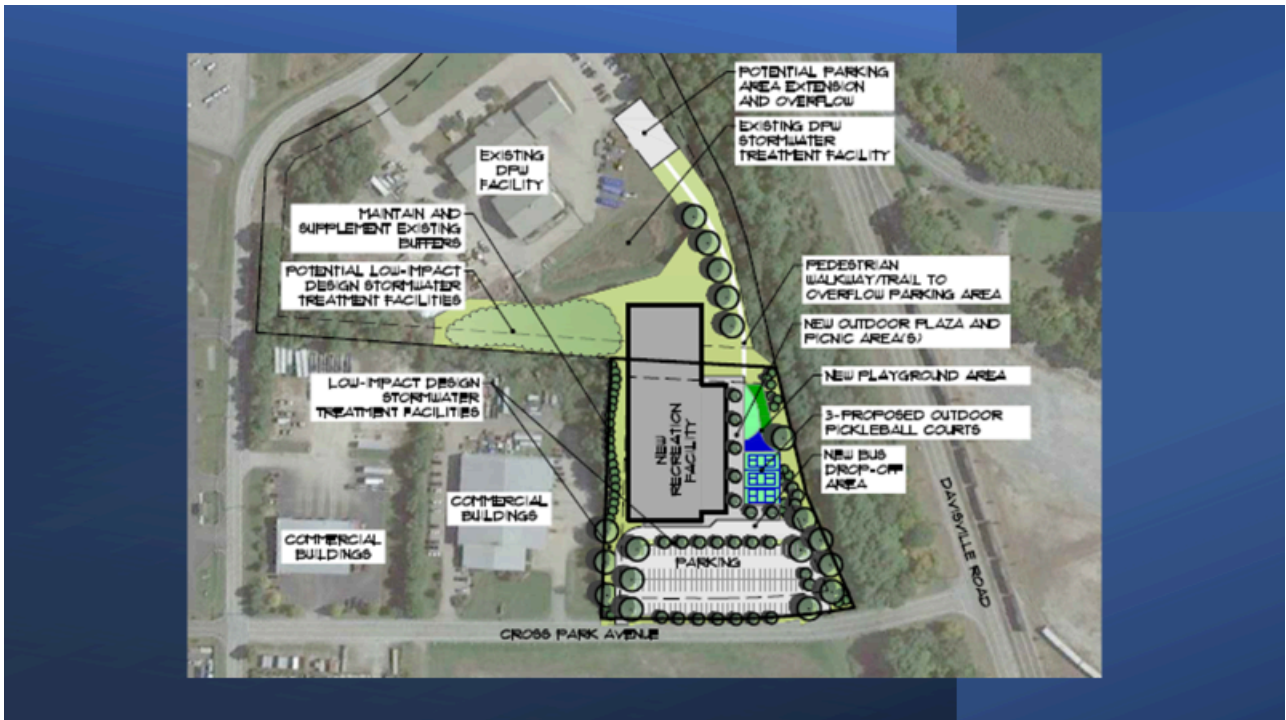 POTENTIAL PARKING
AREA EXTENSION
AND OVERFLOW
EXISTING DPW
STORMWATER
TREATMENT FACILITY
EXISTING
DPW
FACILITY
MAINTAIN AND
SUPPLEMENT EXISTING
BUFFERS
POTENTIAL LOW-IMPACT
DESIGN STORMWATER
TREATMENT FACILITIES
PEDESTRIAN
WALKWAY/TRAIL TO
OVERFLOW PARKING AREA
NEW OUTDOOR PLAZA AND
PICNIC AREA(S)
LOW-IMPACT DESIGN
STORMWATER
TREATMENT FACILITIES
NEW PLAYGROUND AREA
3-PROPOSED OUTDOOR
PICKLEBALL COURTS
NEW BUS
DROP-OFF
AREA
NEW
RECREATION
FACILITY
COMMERCIAL
BUILDINGS
COMMERCIAL
BUILDINGS
PARKING
DAVISVILLE ROAD
CROSS PARK AVENUE